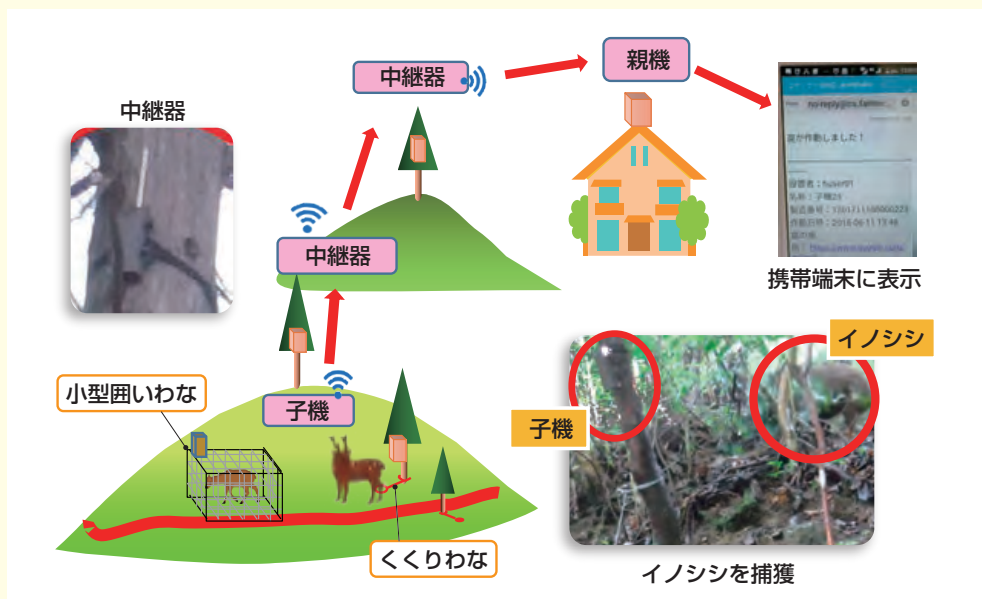 中継器
親機
中継器
罠が作動しました！
携帯端末に表示
中継器
小型囲いわな
子機
くくりわな
イノシシ
子機
イノシシを捕獲